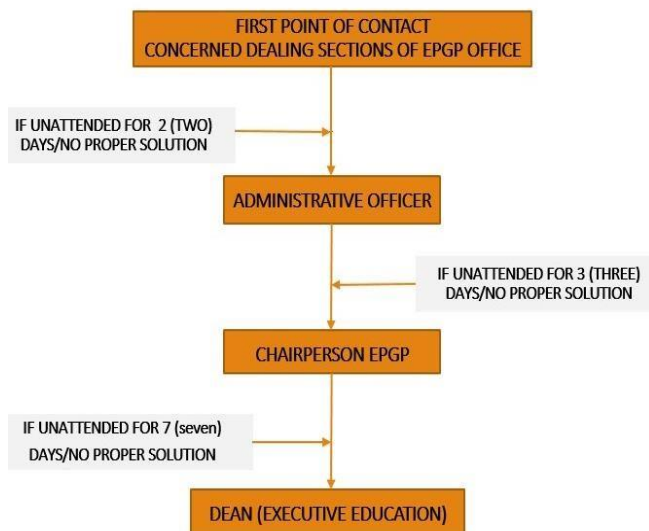 FIRST POINT OF CONTACT
CONCERNED DEALING SECTIONS OF EPGP OFFICE
IF UNATTENDED FOR 2 (TWO)
DAYS/NO PROPER SOLUTION
ADMINISTRATIVE OFFICER
IF UNATTENDED FOR 3 (THREE)
DAYS/NO PROPER SOLUTION
CHAIRPERSON EPGP
IF UNATTENDED FOR 7 (seven)
DAYS/NO PROPER SOLUTION
DEAN (EXECUTIVE EDUCATION)